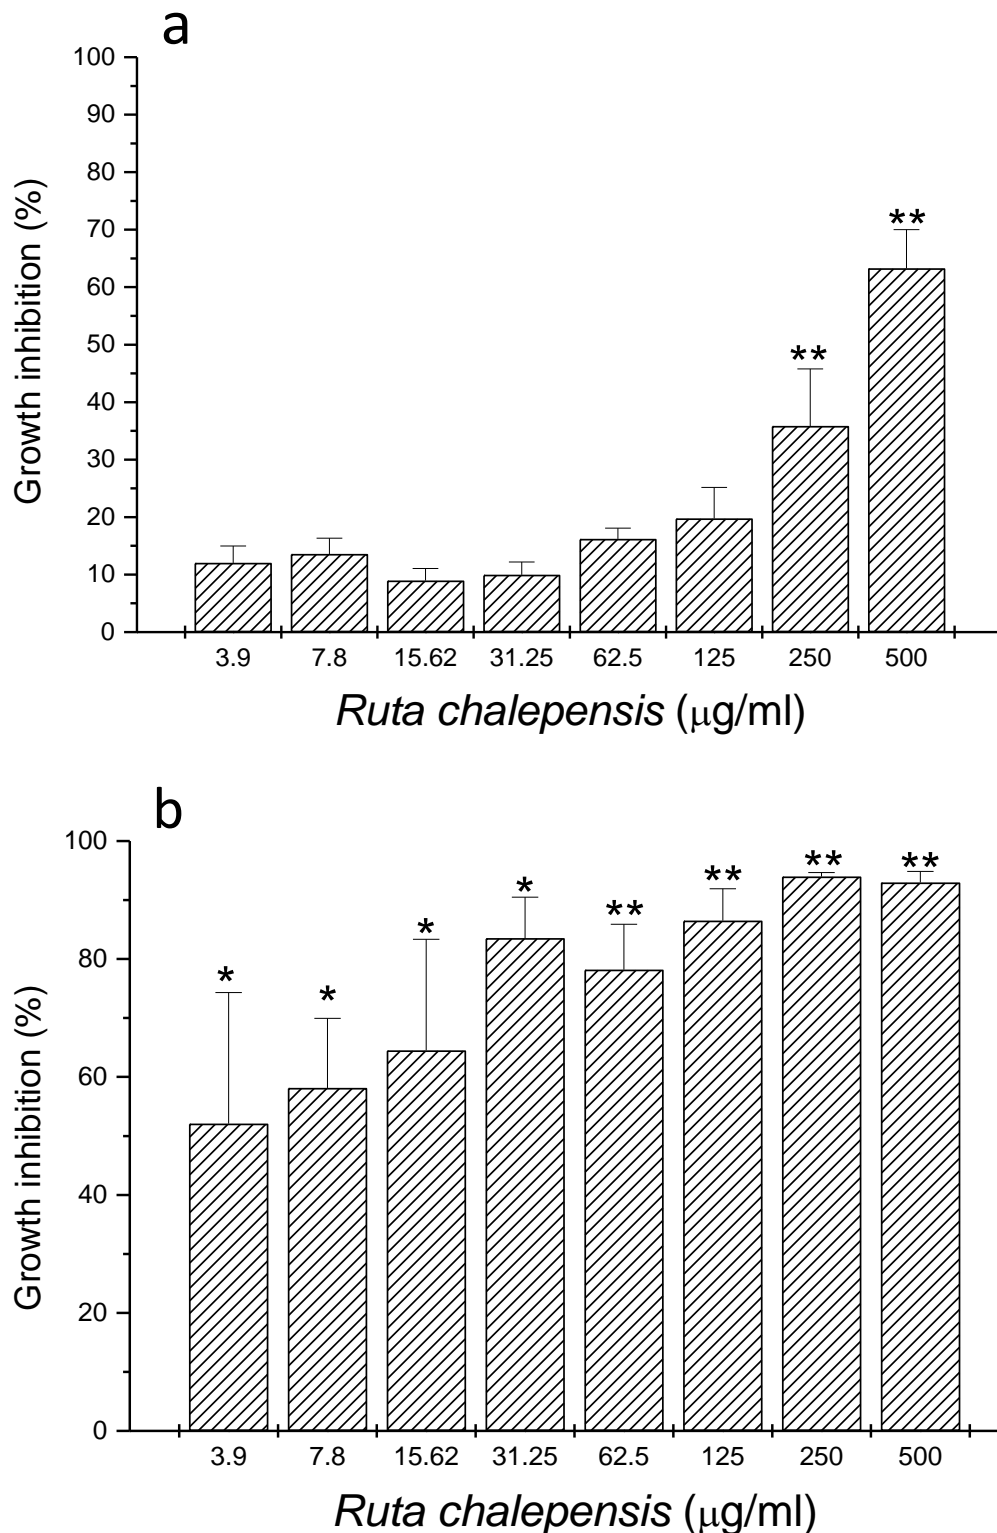 a
100
90
80
70
60
50
40
30
20
10
0
Growth inhibition (%)
**
**
3.9 7.8 15.62 31.25 62.5 125 250 500
Ruta chalepensis (μg/ml)
b
100
80
60
40
20
0
Growth inhibition (%)
* * * * ** ** ** **
3.9 7.8 15.62 31.25 62.5 125 250 500
Ruta chalepensis (μg/ml)